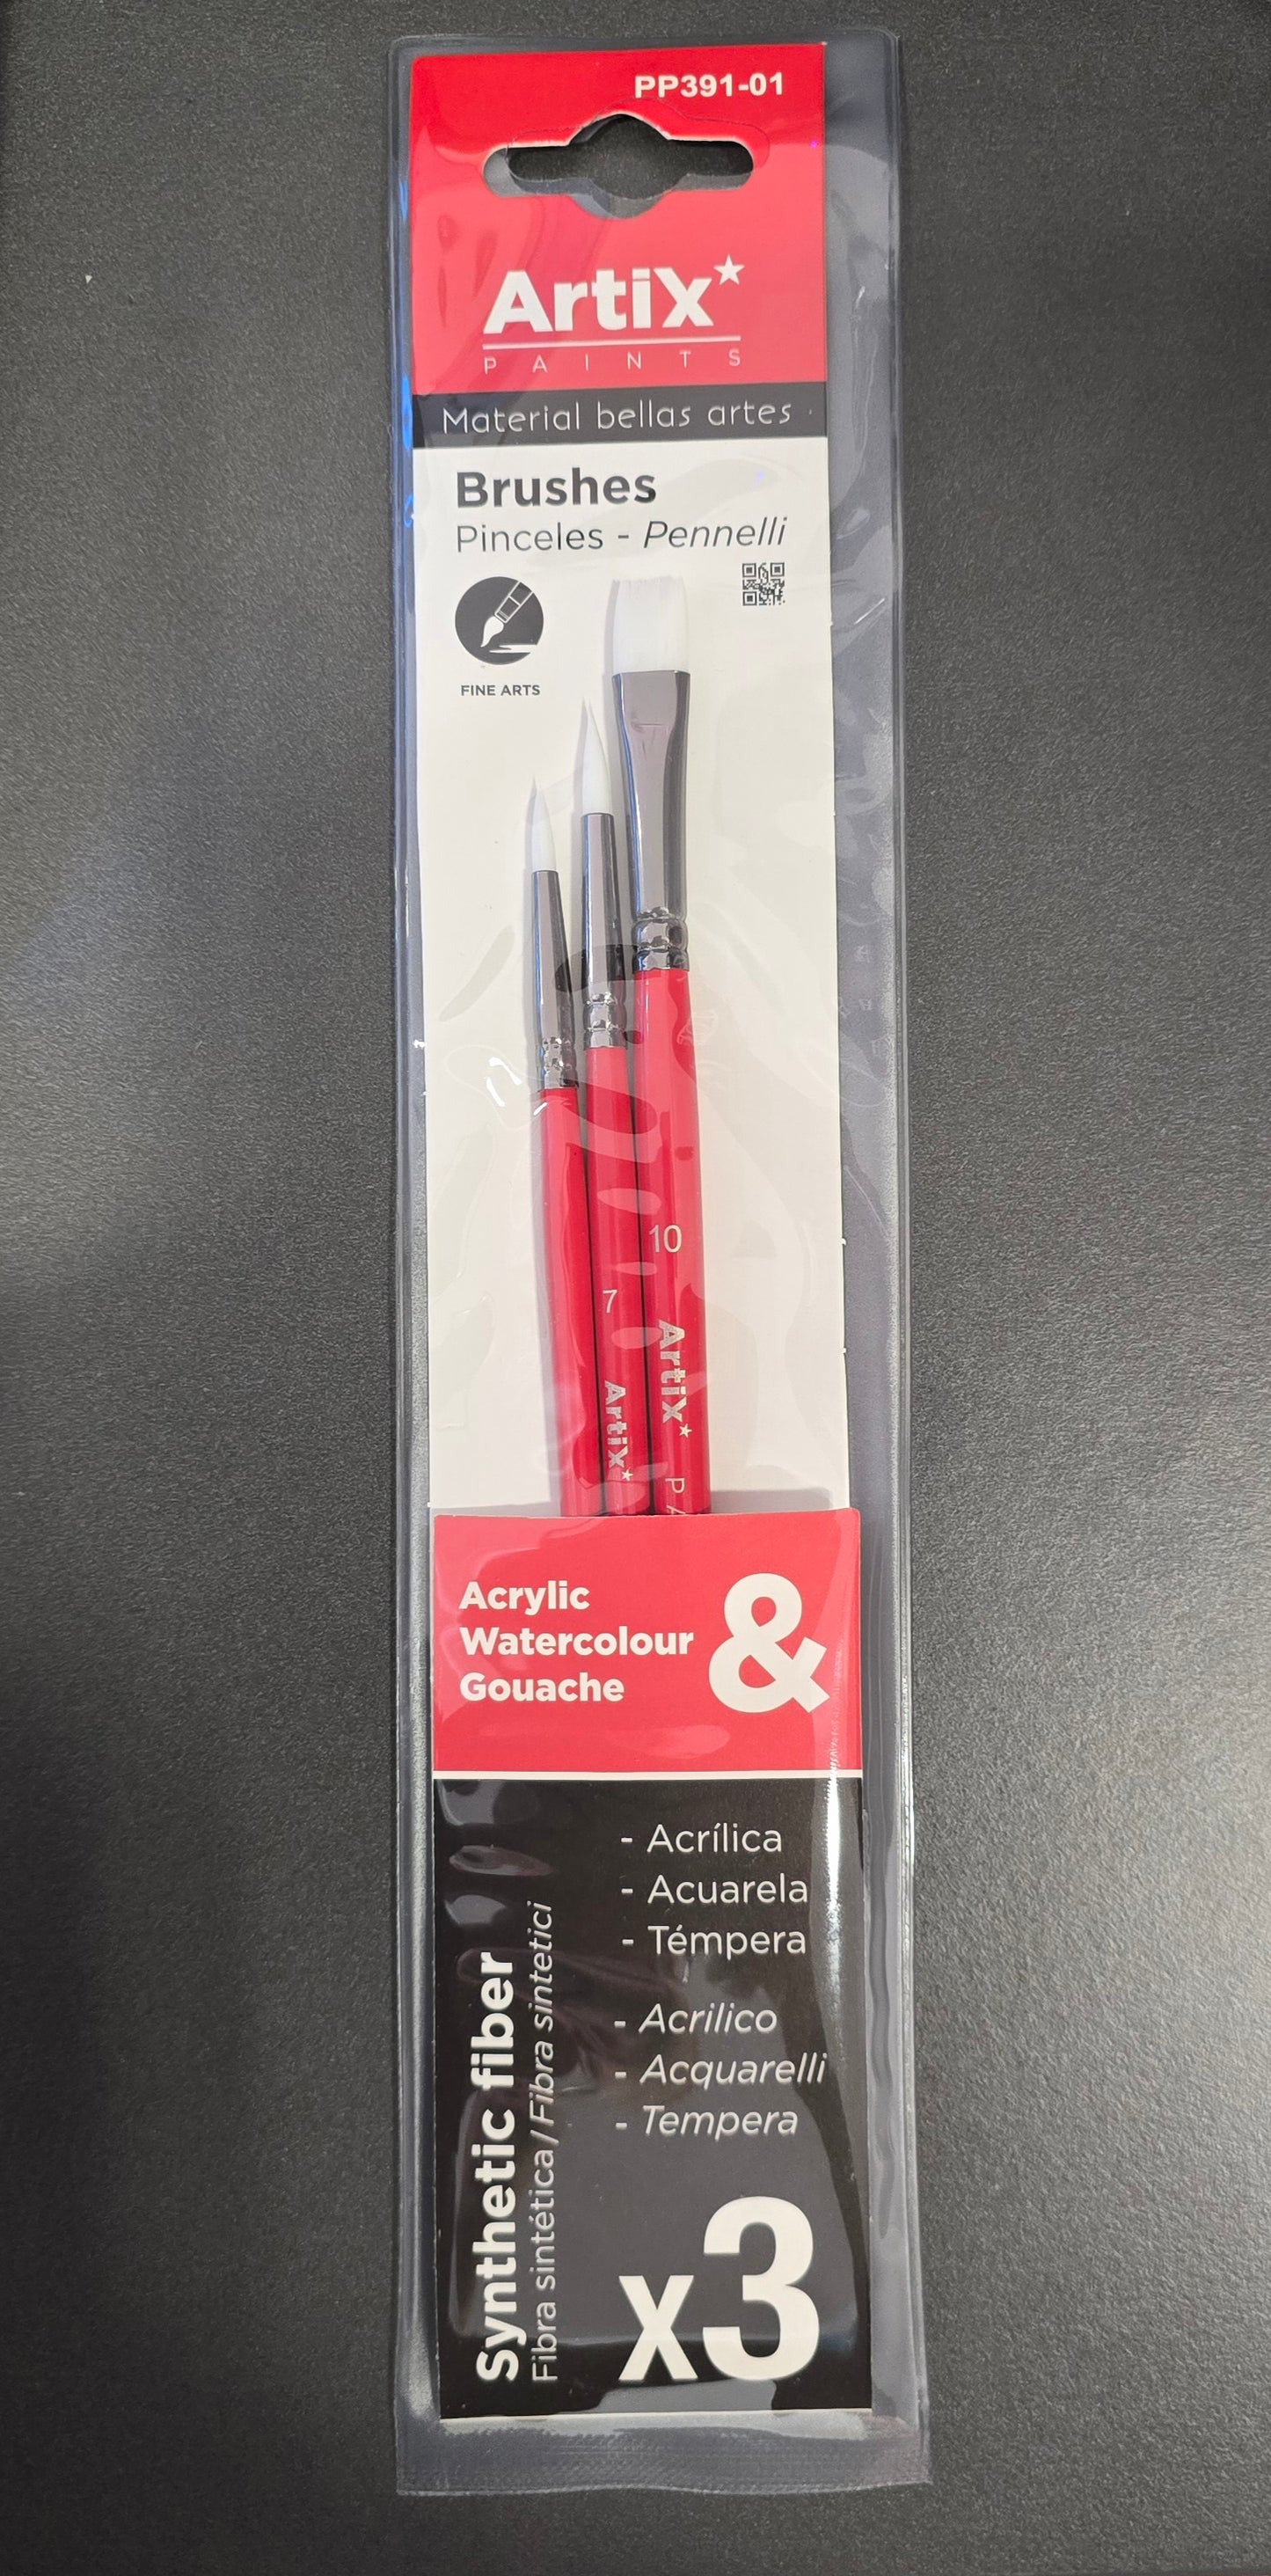 PP391-01
Artix
PAINTS
Material bellas artes
Brushes
Pinceles - Pennelli
FINE ARTS
10
7
Artix
Artix
PA
Acrylic
Watercolour
Gouache
&
- Acrílica
- Acuarela
- Témpera
- Acrilico
- Acquarelli
- Tempera
Synthetic fiber
Fibra sintética / Fibra sintetici
x3